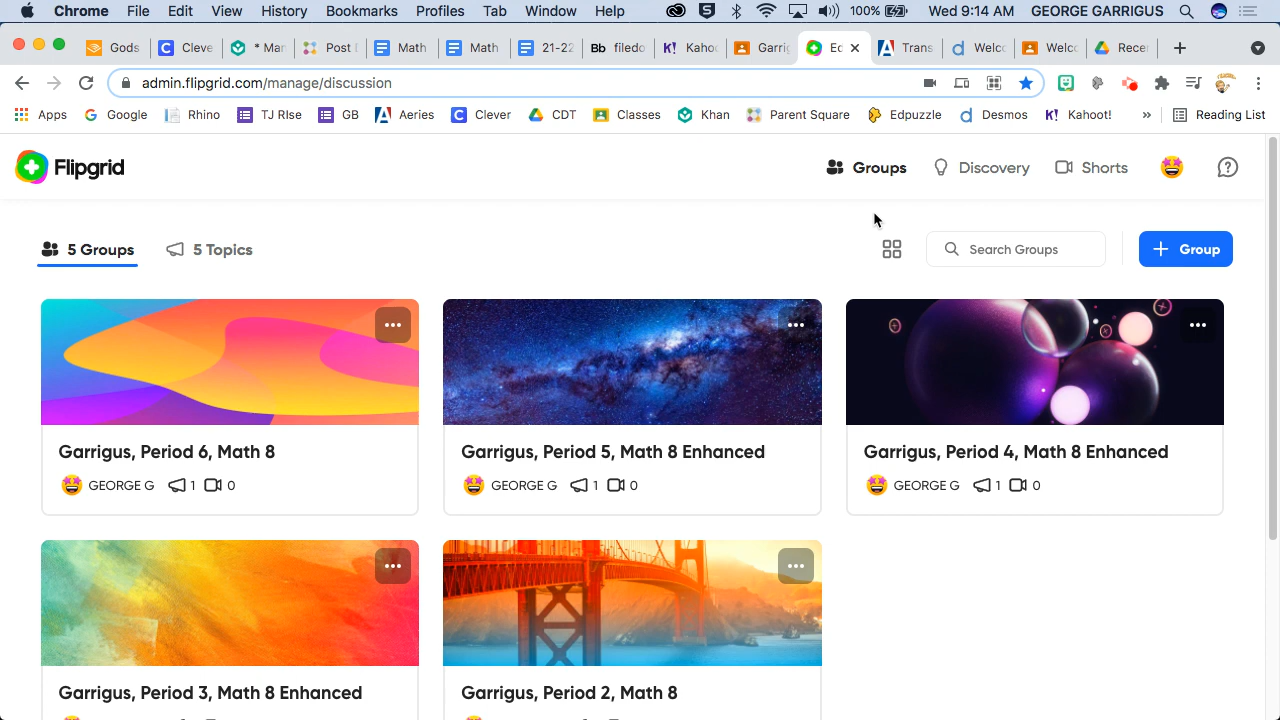 Chrome File Edit View History Bookmarks Profiles Tab Window Help 100% Wed 9:14 AM GEORGE GARRIGUS
Gods Cleve * Mar Post Math Math 21-22 Bb filedo K! Kaho Garri Ec Trans Welco Welco Rece
admin.flipgrid.com/manage/discussion
Apps Google Rhino TJ RIse GB Aeries Clever CDT Classes Khan Parent Square Edpuzzle Desmos K! Kahoot! » Reading List
Flipgrid Groups Discovery Shorts
5 Groups 5 Topics Search Groups + Group
Garrigus, Period 6, Math 8
GEORGE G 1 0
Garrigus, Period 5, Math 8 Enhanced
GEORGE G 1 0
Garrigus, Period 4, Math 8 Enhanced
GEORGE G 1 0
Garrigus, Period 3, Math 8 Enhanced
Garrigus, Period 2, Math 8